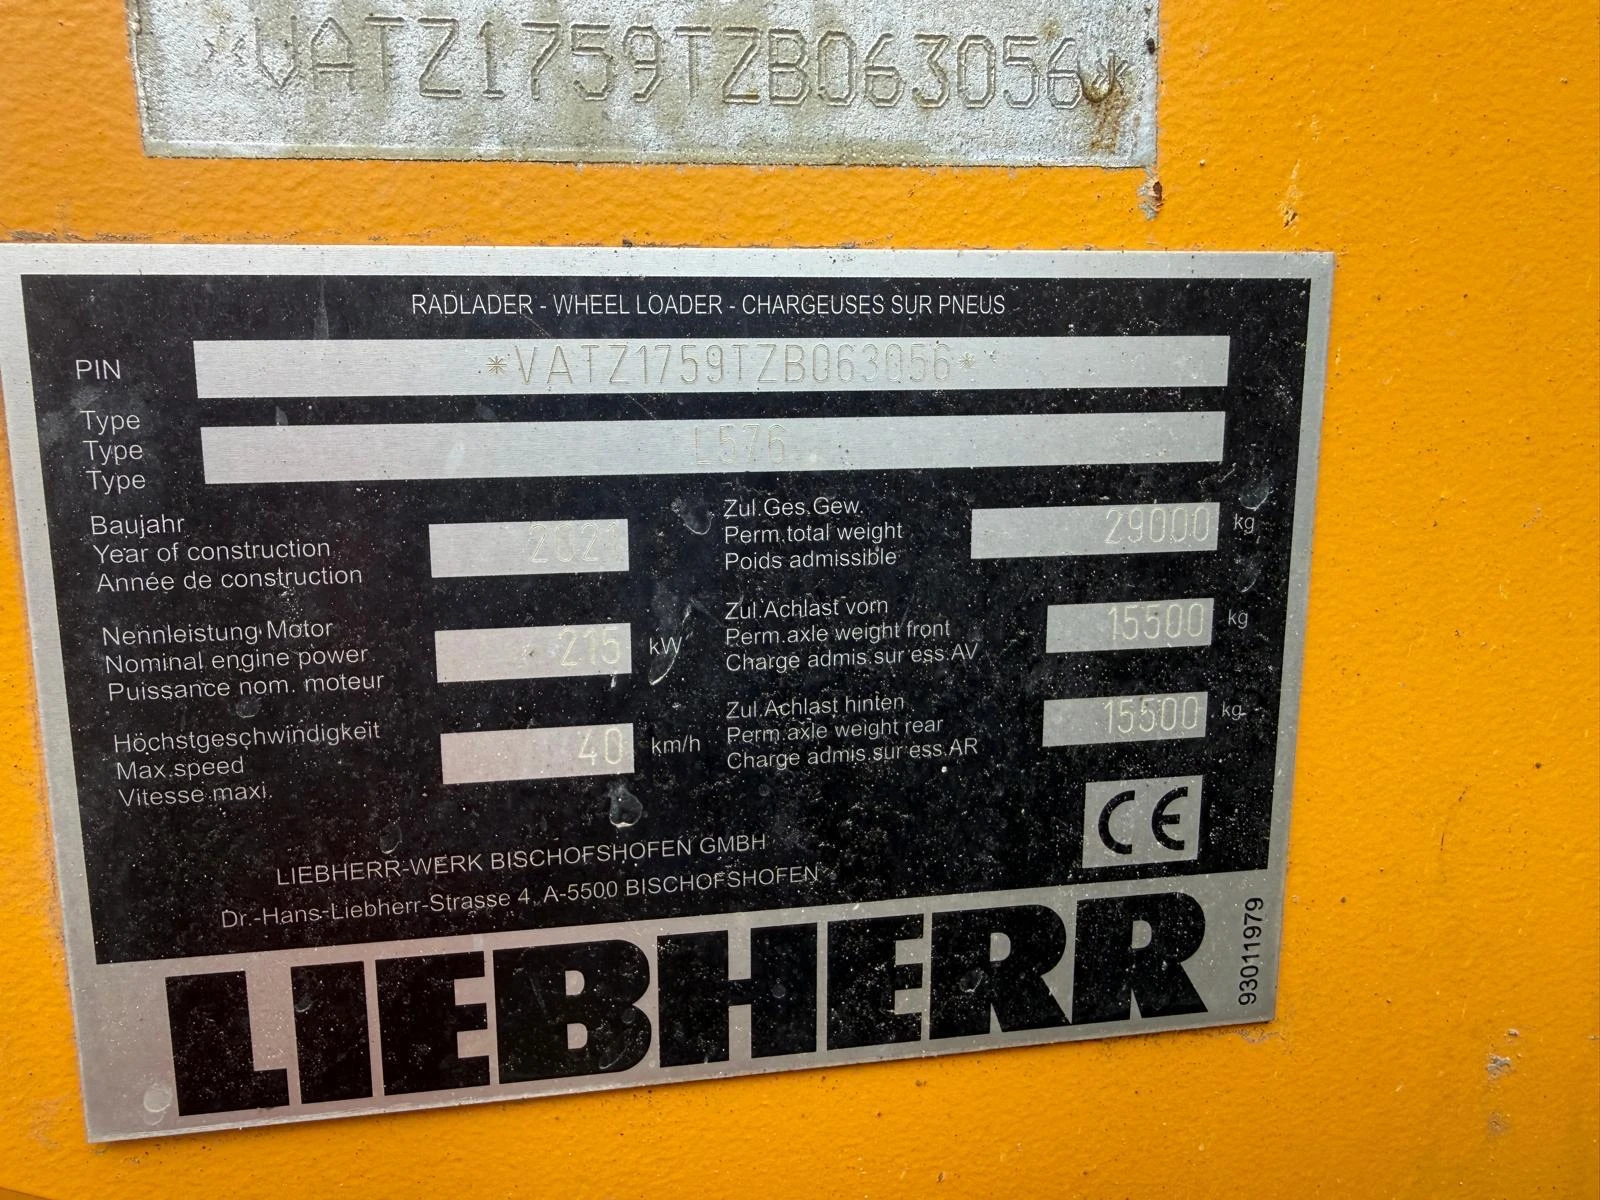 *VATZ1759TZB063056*
RADLADER - WHEEL LOADER - CHARGEUSES SUR PNEUS
PIN *VATZ1759TZB063056*
Type
Type L576
Type
Baujahr
Year of construction 2021
Année de construction
Zul.Ges.Gew.
Perm.total weight 29000 kg
Poids admissible
Nennleistung Motor
Nominal engine power 215 kW
Puissance nom. moteur
Zul.Achlast vorn
Perm.axle weight front 15500 kg
Charge admis.sur ess.AV
Höchstgeschwindigkeit
Max.speed 40 km/h
Vitesse maxi.
Zul.Achlast hinten
Perm.axle weight rear 15500 kg
Charge admis.sur ess.AR
CE
LIEBHERR-WERK BISCHOFSHOFEN GMBH
Dr.-Hans-Liebherr-Strasse 4, A-5500 BISCHOFSHOFEN
LIEBHERR
93011979